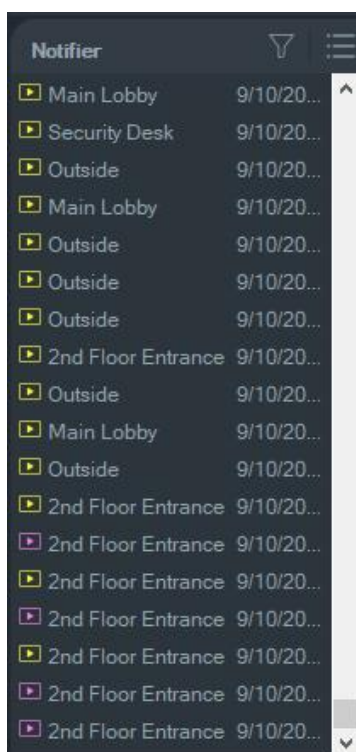 Notifier
Main Lobby 9/10/20...
Security Desk 9/10/20...
Outside 9/10/20...
Main Lobby 9/10/20...
Outside 9/10/20...
Outside 9/10/20...
Outside 9/10/20...
2nd Floor Entrance 9/10/20...
Outside 9/10/20...
Main Lobby 9/10/20...
Outside 9/10/20...
2nd Floor Entrance 9/10/20...
2nd Floor Entrance 9/10/20...
2nd Floor Entrance 9/10/20...
2nd Floor Entrance 9/10/20...
2nd Floor Entrance 9/10/20...
2nd Floor Entrance 9/10/20...
2nd Floor Entrance 9/10/20...